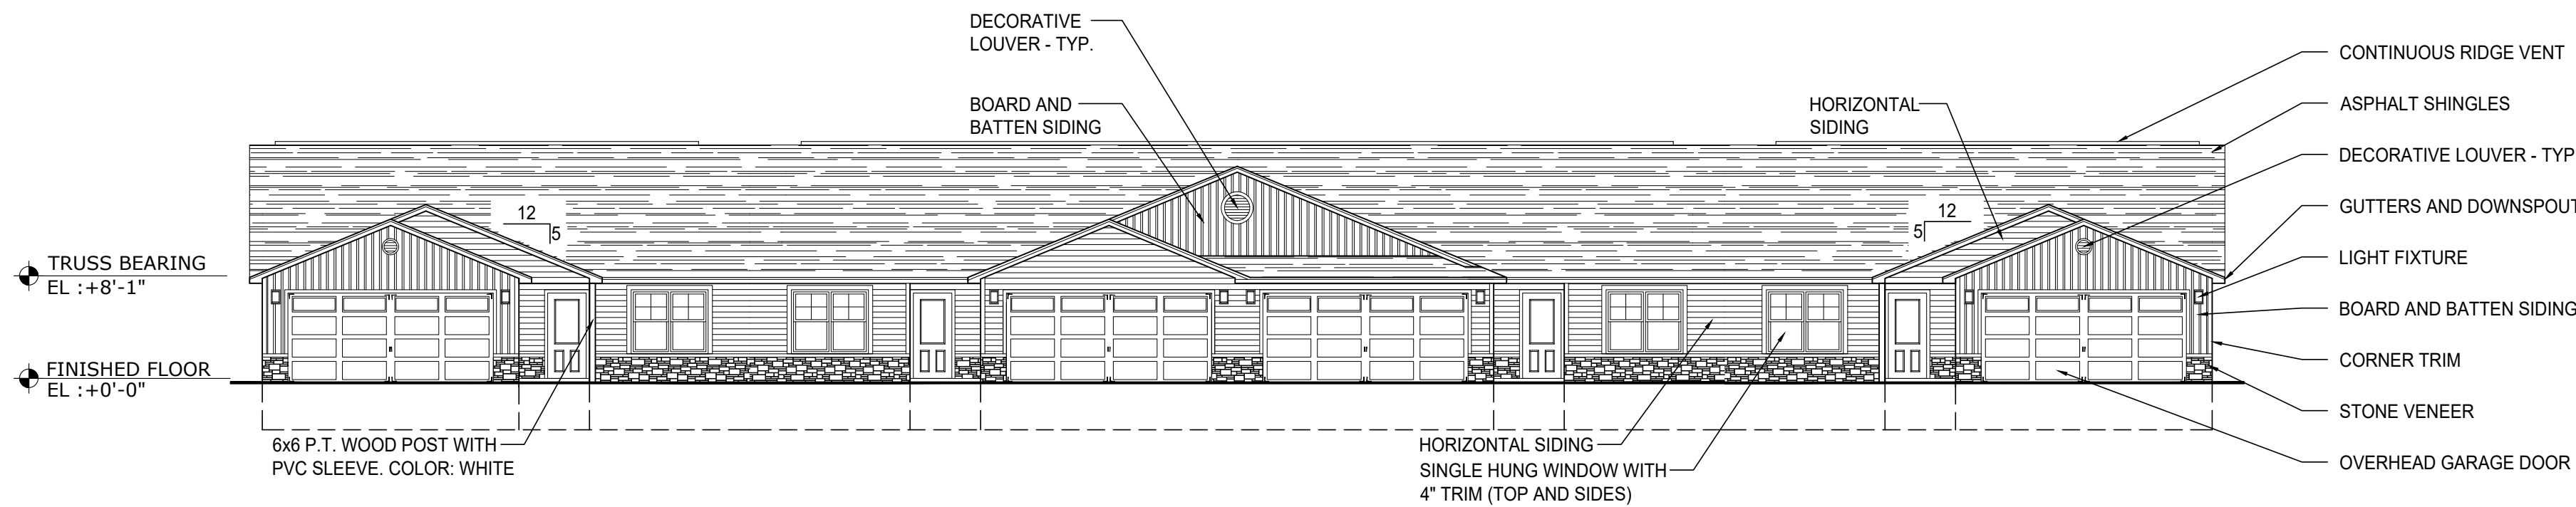 DECORATIVE
LOUVER - TYP.
BOARD AND
BATTEN SIDING
HORIZONTAL
SIDING
CONTINUOUS RIDGE VENT
ASPHALT SHINGLES
DECORATIVE LOUVER - TYP
GUTTERS AND DOWNSPOUT
LIGHT FIXTURE
BOARD AND BATTEN SIDING
CORNER TRIM
STONE VENEER
OVERHEAD GARAGE DOOR
12
5
12
5
TRUSS BEARING
EL :+8'-1"
FINISHED FLOOR
EL :+0'-0"
6x6 P.T. WOOD POST WITH
PVC SLEEVE. COLOR: WHITE
HORIZONTAL SIDING
SINGLE HUNG WINDOW WITH
4" TRIM (TOP AND SIDES)